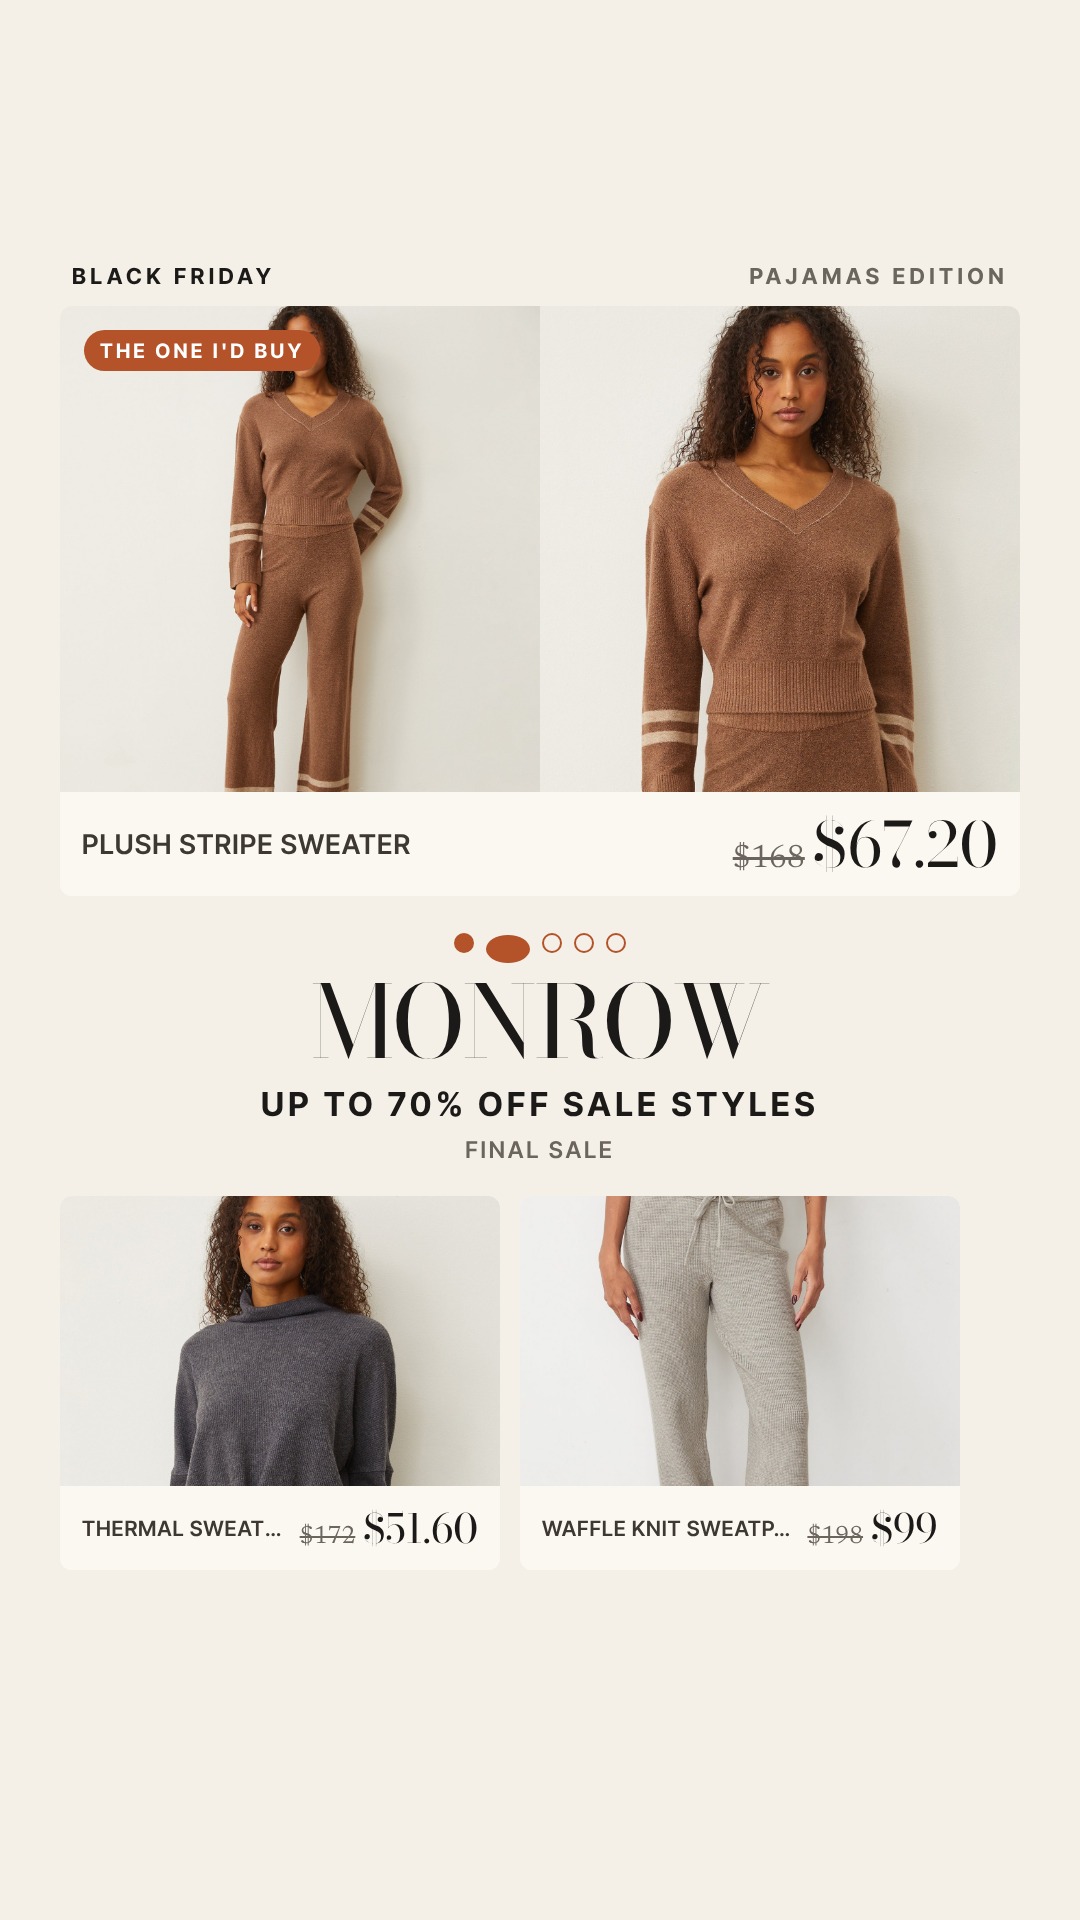 BLACK FRIDAY
PAJAMAS EDITION
THE ONE I'D BUY
PLUSH STRIPE SWEATER
$168 $67.20
MONROW
UP TO 70% OFF SALE STYLES
FINAL SALE
THERMAL SWEAT... $172 $51.60
WAFFLE KNIT SWEATP... $198 $99